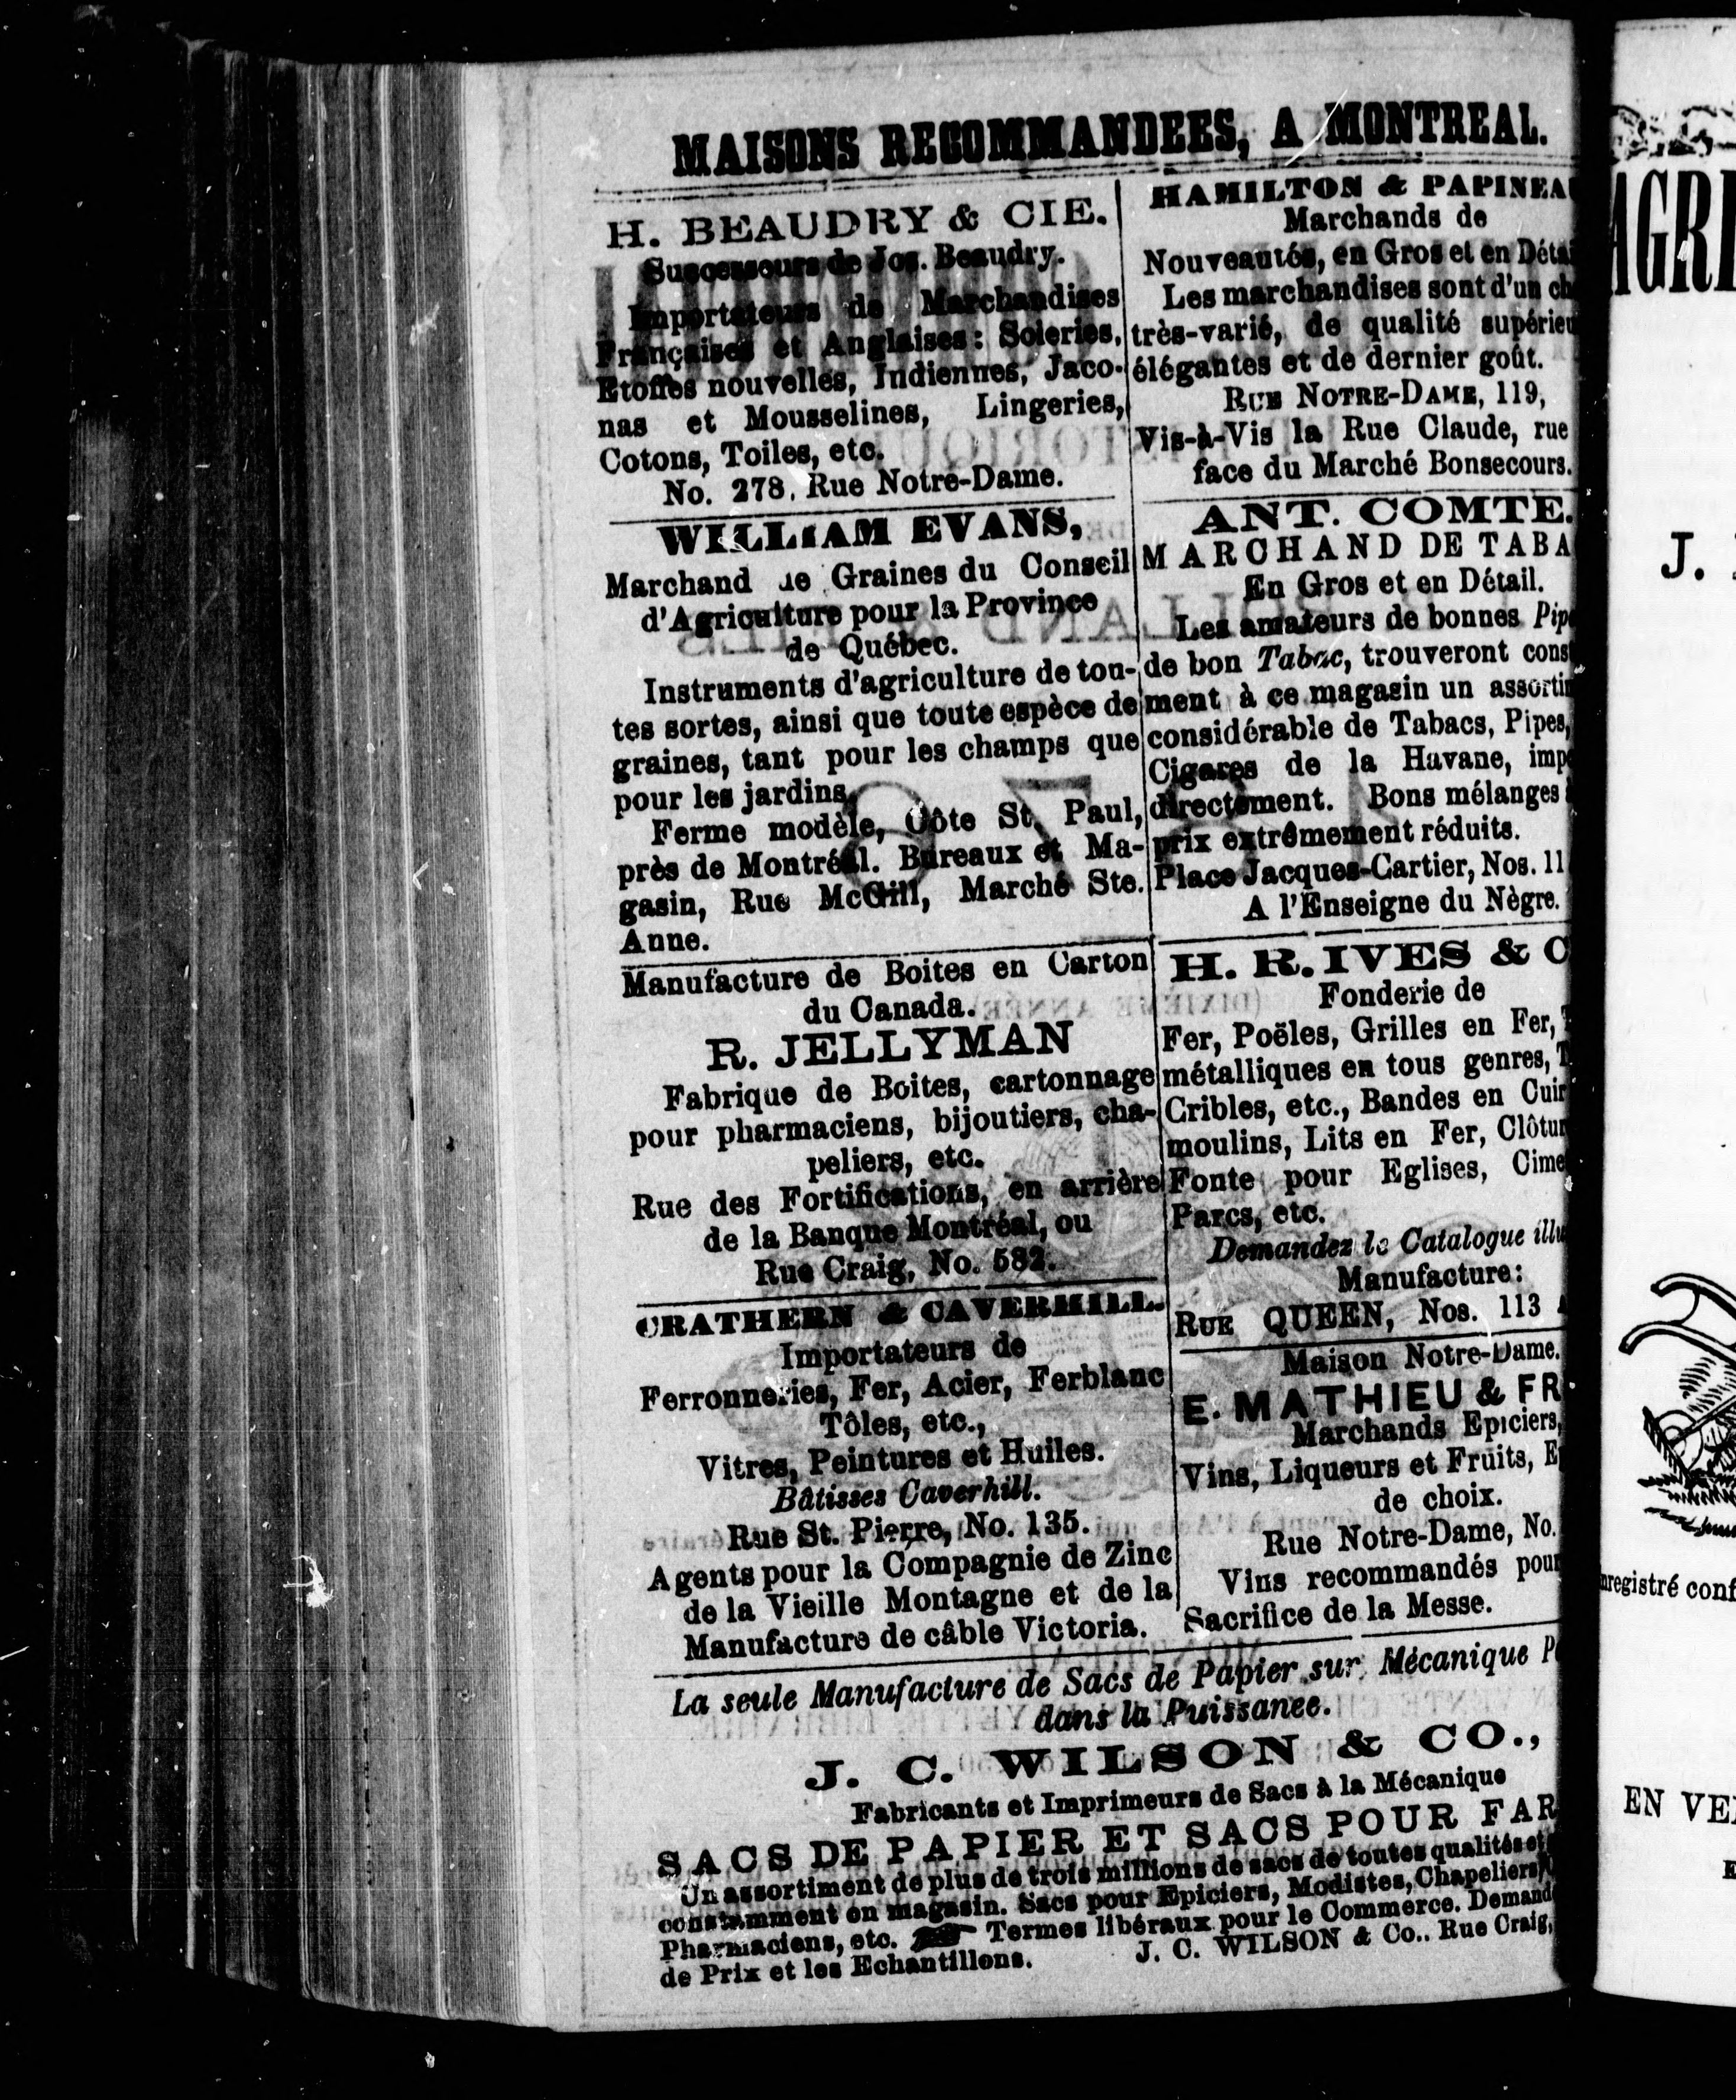 MAISONS RECOMMANDEES, A MONTREAL.
H. BEAUDRY & CIE.
Successeurs de Jos. Beaudry.
Importateurs de Marchandises
Françaises et Anglaises: Soieries,
Etoffes nouvelles, Indiennes, Jaco-
nas et Mousselines, Lingeries,
Cotons, Toiles, etc.
No. 278, Rue Notre-Dame.
WILLIAM EVANS,
Marchand de Graines du Conseil
d'Agriculture pour la Province
de Québec.
Instruments d'agriculture de tou-
tes sortes, ainsi que toute espèce de
graines, tant pour les champs que
pour les jardins.
Ferme modèle, Côte St. Paul,
près de Montréal. Bureaux et Ma-
gasin, Rue McGill, Marché Ste.
Anne.
Manufacture de Boites en Carton
du Canada.
R. JELLYMAN
Fabrique de Boites, cartonnage
pour pharmaciens, bijoutiers, cha-
peliers, etc.
Rue des Fortifications, en arrière
de la Banque Montréal, ou
Rue Craig, No. 582.
CRATHERN & CAVERHILL.
Importateurs de
Ferronneries, Fer, Acier, Ferblanc
Tôles, etc.,
Vitres, Peintures et Huiles.
Bâtisses Caverhill.
Rue St. Pierre, No. 135.
Agents pour la Compagnie de Zinc
de la Vieille Montagne et de la
Manufacture de câble Victoria.
HAMILTON & PAPINEA
Marchands de
Nouveautés, en Gros et en Déta
Les marchandises sont d'un ch
très-varié, de qualité supérieu
élégantes et de dernier goût.
RUE NOTRE-DAME, 119,
Vis-à-Vis la Rue Claude, rue
face du Marché Bonsecours.
ANT. COMTE.
MARCHAND DE TABA
En Gros et en Détail.
Les amateurs de bonnes Pip
de bon Tabac, trouveront cons
ment à ce magasin un assorti
considérable de Tabacs, Pipes,
Cigares de la Havane, imp
directement. Bons mélanges
prix extrêmement réduits.
Place Jacques-Cartier, Nos. 11
A l'Enseigne du Nègre.
H. R. IVES & C
Fonderie de
Fer, Poëles, Grilles en Fer,
métalliques en tous genres, T
Cribles, etc., Bandes en Cuir
moulins, Lits en Fer, Clôtur
Fonte pour Eglises, Cime
Parcs, etc.
Demandez le Catalogue illu
Manufacture:
RUE QUEEN, Nos. 113
Maison Notre-Dame.
E. MATHIEU & FR
Marchands Epiciers,
Vins, Liqueurs et Fruits, E
de choix.
Rue Notre-Dame, No.
Vins recommandés pour
Sacrifice de la Messe.
La seule Manufacture de Sacs de Papier sur Mécanique P
dans la Puissance.
J. C. WILSON & CO.,
Fabricants et Imprimeurs de Sacs à la Mécanique
SACS DE PAPIER ET SACS POUR FAR
Un assortiment de plus de trois millions de sacs de toutes qualités et
constamment en magasin. Sacs pour Epiciers, Modistes, Chapeliers,
Pharmaciens, etc. Termes libéraux pour le Commerce. Demand
de Prix et les Echantillons. J. C. WILSON & Co., Rue Craig,
AGRI
J.
nregistré conf
EN VE